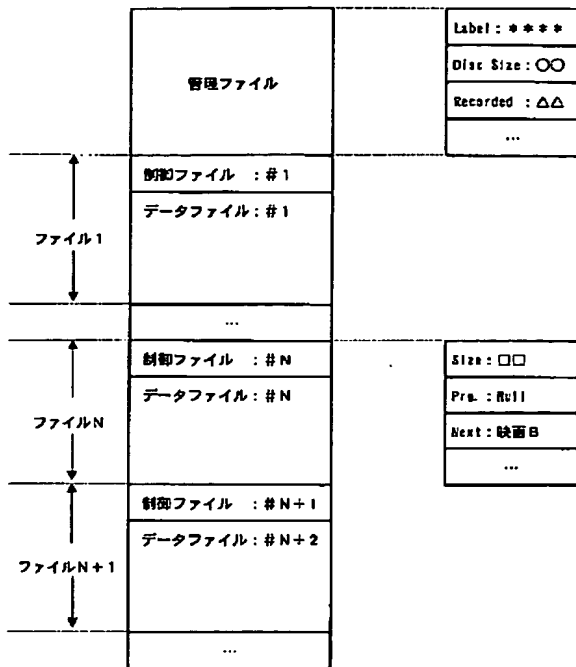 管理ファイル
Label : ****
Disc Size : ○○
Recorded : △△
...
ファイル1
制御ファイル : #1
データファイル : #1
...
ファイルN
制御ファイル : #N
データファイル : #N
Size : □□
Pre. : Null
Next : 映画B
...
ファイルN+1
制御ファイル : #N+1
データファイル : #N+2
...